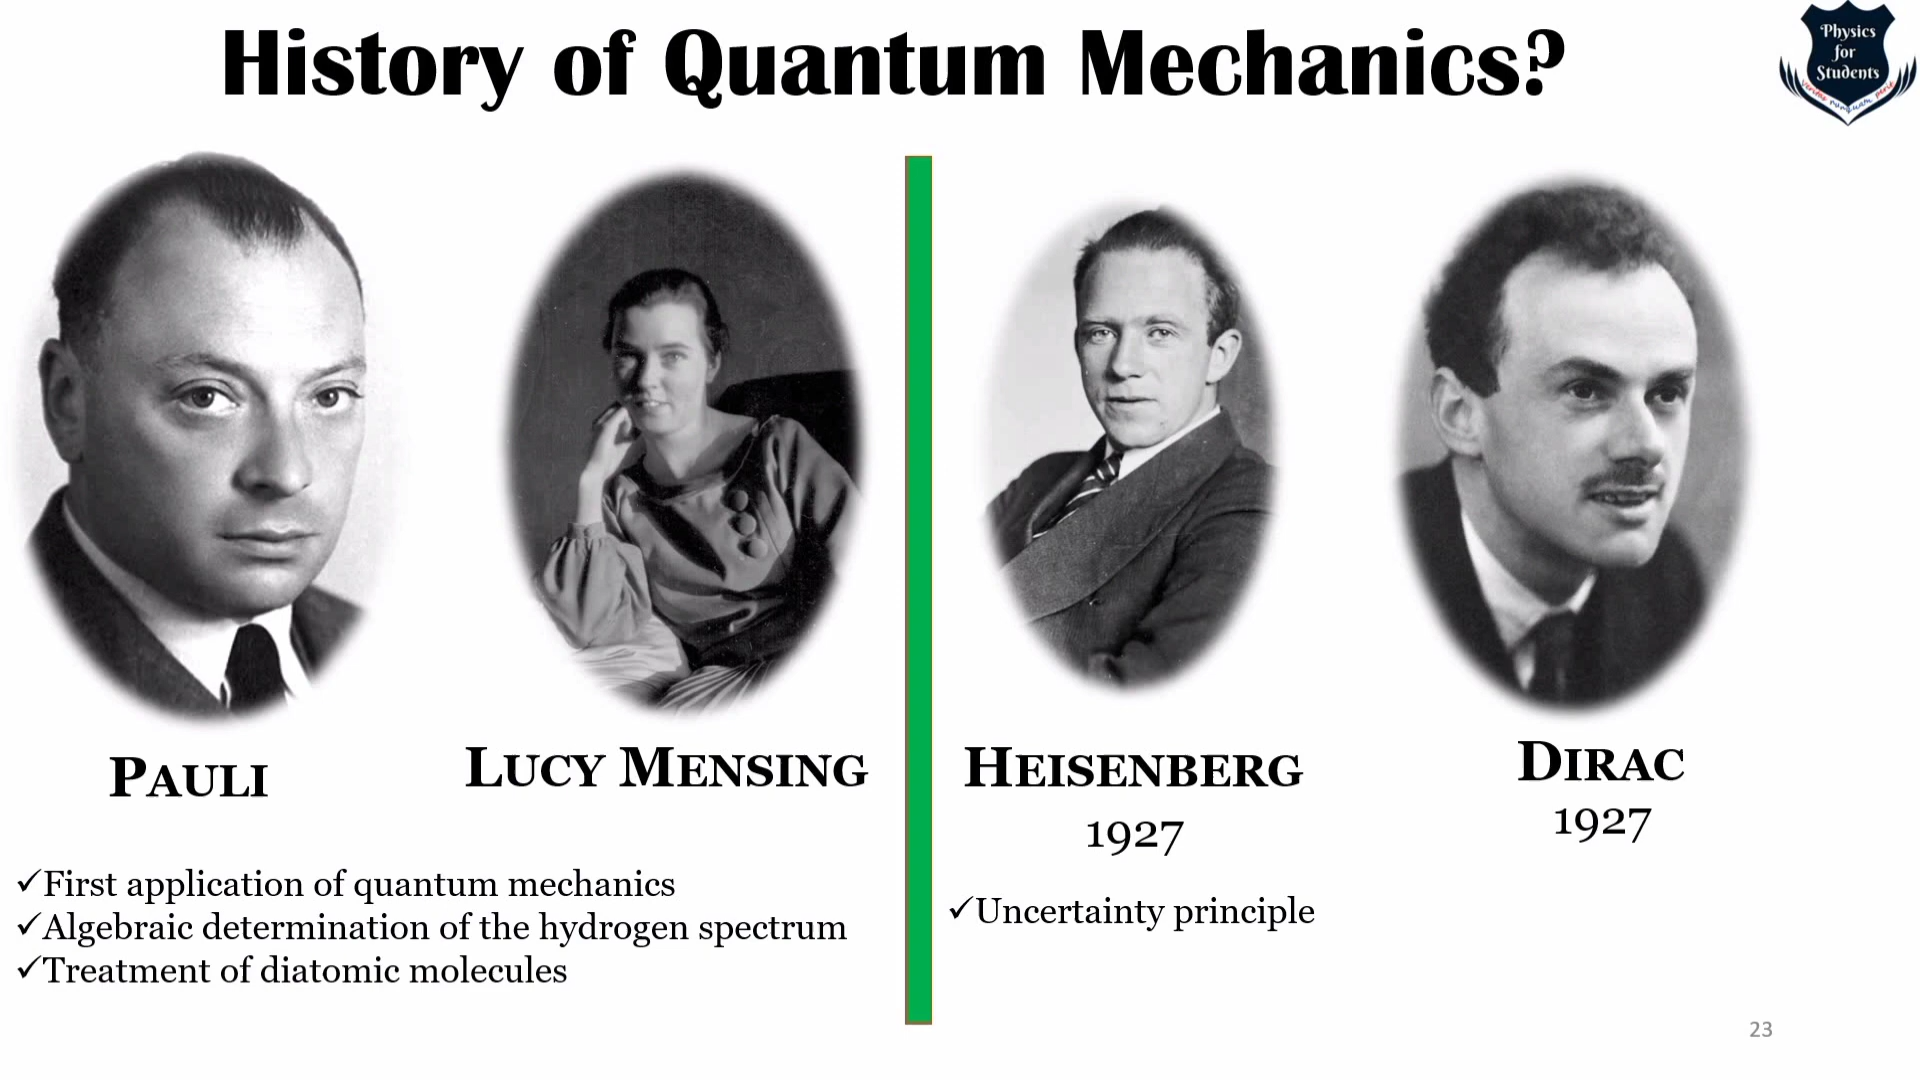 History of Quantum Mechanics?
Physics
for
Students
PAULI
LUCY MENSING
HEISENBERG
1927
DIRAC
1927
✓First application of quantum mechanics
✓Algebraic determination of the hydrogen spectrum
✓Treatment of diatomic molecules
✓Uncertainty principle
23